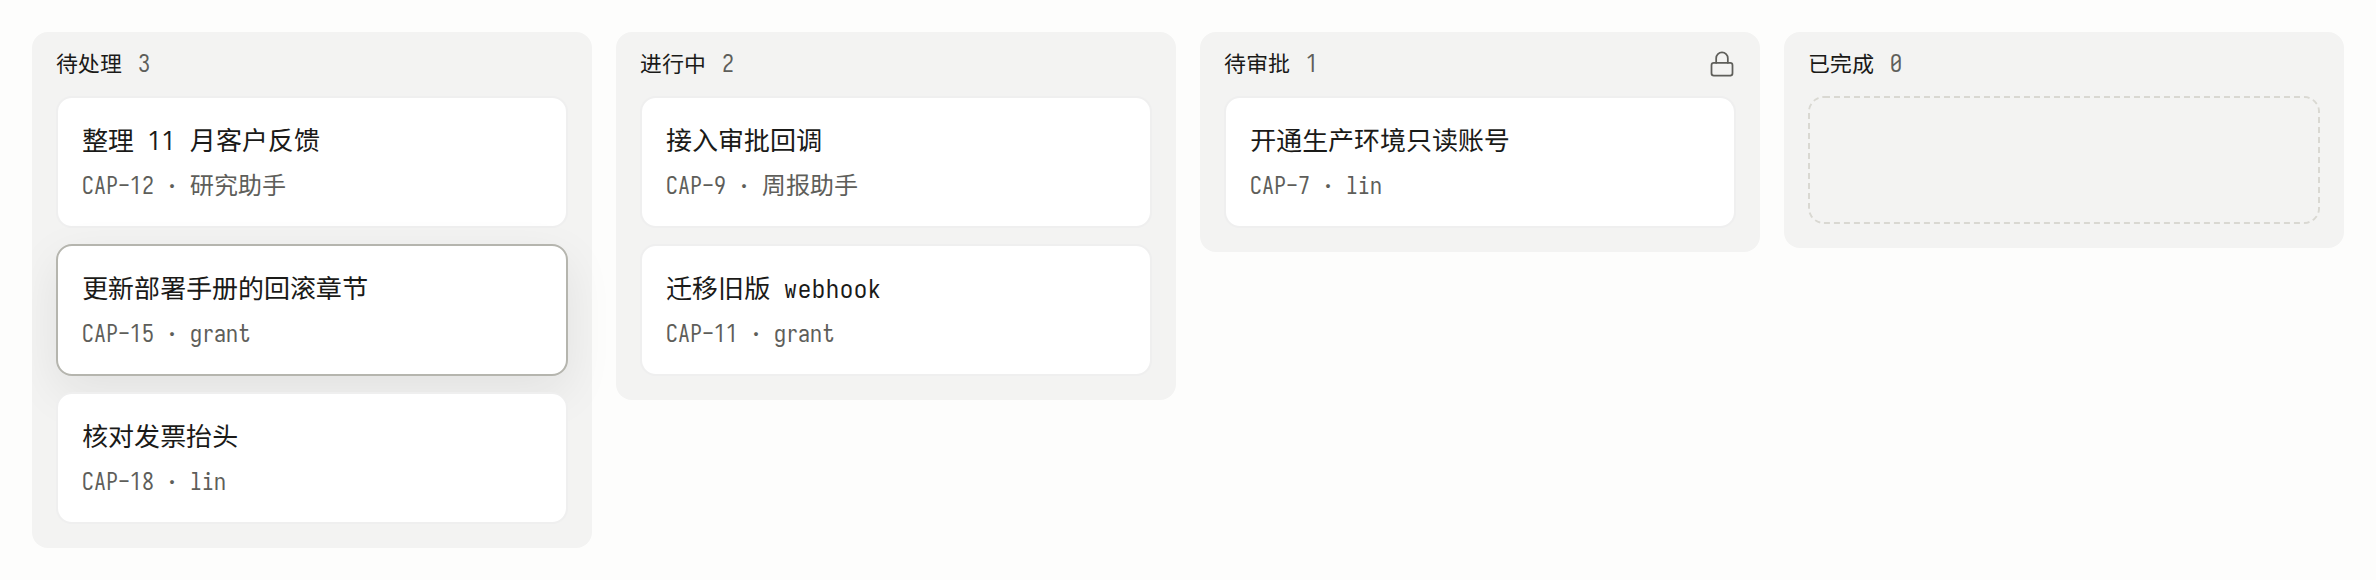 待处理 3
整理 11 月客户反馈
CAP-12 · 研究助手
更新部署手册的回滚章节
CAP-15 · grant
核对发票抬头
CAP-18 · lin
进行中 2
接入审批回调
CAP-9 · 周报助手
迁移旧版 webhook
CAP-11 · grant
待审批 1
开通生产环境只读账号
CAP-7 · lin
已完成 0